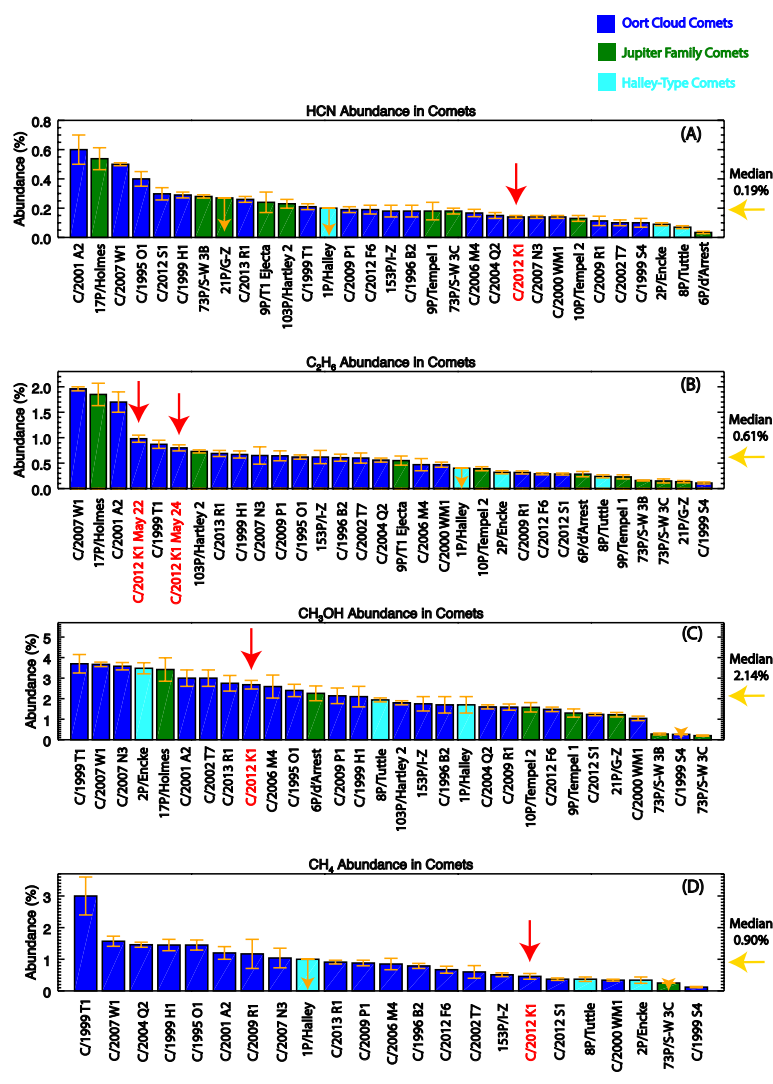 Oort Cloud Comets
Jupiter Family Comets
Halley-Type Comets
HCN Abundance in Comets
(A)
Abundance (%)
0.8
0.6
0.4
0.2
0.0
Median
0.19%
C/2001 A2
17P/Holmes
C/2007 W1
C/1995 O1
C/2012 S1
C/1999 H1
73P/S-W 3B
21P/G-Z
C/2013 R1
9P/T1 Ejecta
103P/Hartley 2
C/1999 T1
1P/Halley
C/2009 P1
C/2012 F6
153P/I-Z
C/1996 B2
9P/Tempel 1
73P/S-W 3C
C/2006 M4
C/2004 Q2
C/2012 K1
C/2007 N3
C/2000 WM1
10P/Tempel 2
C/2009 R1
C/2002 T7
C/1999 S4
2P/Encke
8P/Tuttle
6P/d'Arrest
C₂H₆ Abundance in Comets
(B)
Abundance (%)
2.0
1.5
1.0
0.5
0.0
Median
0.61%
C/2007 W1
17P/Holmes
C/2001 A2
C/2012 K1 May 22
C/1999 T1
C/2012 K1 May 24
103P/Hartley 2
C/2013 R1
C/1999 H1
C/2007 N3
C/2009 P1
C/1995 O1
153P/I-Z
C/1996 B2
C/2002 T7
C/2004 Q2
9P/T1 Ejecta
C/2006 M4
C/2000 WM1
1P/Halley
10P/Tempel 2
2P/Encke
C/2009 R1
C/2012 F6
C/2012 S1
6P/d'Arrest
8P/Tuttle
9P/Tempel 1
73P/S-W 3B
73P/S-W 3C
21P/G-Z
C/1999 S4
CH₃OH Abundance in Comets
(C)
Abundance (%)
5
4
3
2
1
0
Median
2.14%
C/1999 T1
C/2007 W1
C/2007 N3
2P/Encke
17P/Holmes
C/2001 A2
C/2002 T7
C/2013 R1
C/2012 K1
C/2006 M4
C/1995 O1
6P/d'Arrest
C/2009 P1
C/1999 H1
8P/Tuttle
103P/Hartley 2
153P/I-Z
C/1996 B2
1P/Halley
C/2004 Q2
C/2009 R1
10P/Tempel 2
C/2012 F6
9P/Tempel 1
C/2012 S1
21P/G-Z
C/2000 WM1
73P/S-W 3B
C/1999 S4
73P/S-W 3C
CH₄ Abundance in Comets
(D)
Abundance (%)
3
2
1
0
Median
0.90%
C/1999 T1
C/2007 W1
C/2004 Q2
C/1999 H1
C/1995 O1
C/2001 A2
C/2009 R1
C/2007 N3
1P/Halley
C/2013 R1
C/2009 P1
C/2006 M4
C/1996 B2
C/2012 F6
C/2002 T7
153P/I-Z
C/2012 K1
C/2012 S1
8P/Tuttle
C/2000 WM1
2P/Encke
73P/S-W 3C
C/1999 S4